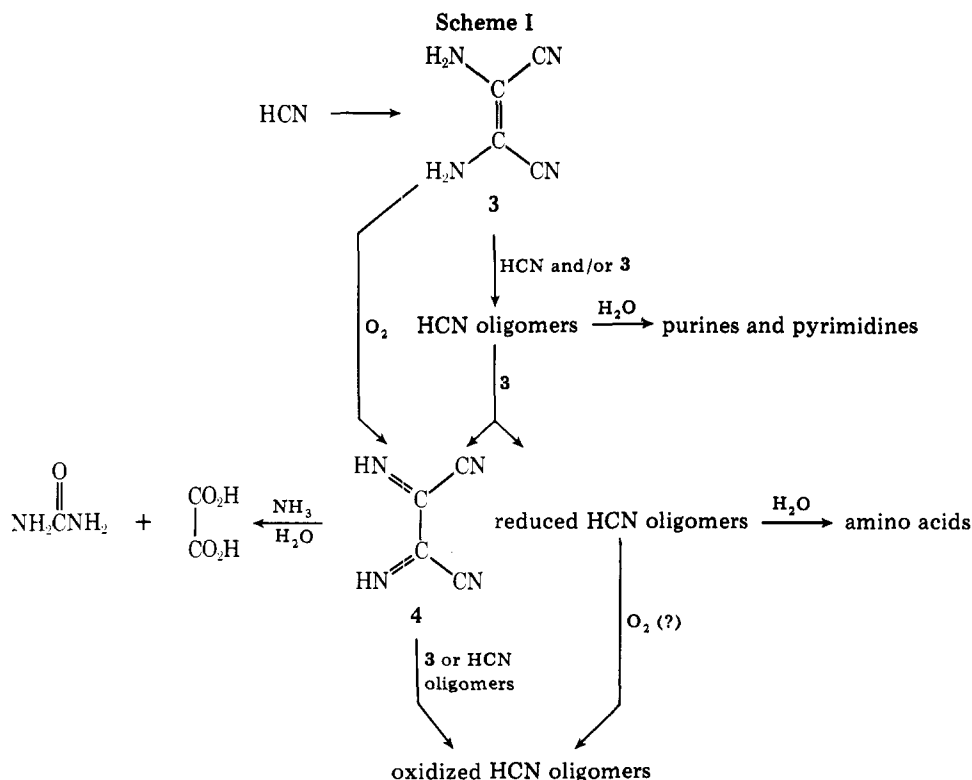 Scheme I
H₂N CN
C
HCN
C
H₂N CN
3
HCN and/or 3
O₂
HCN oligomers H₂O purines and pyrimidines
3
HN CN
C
O
NH₂CNH₂ + CO₂H
CO₂H
NH₃
H₂O
reduced HCN oligomers H₂O amino acids
C
HN CN
4
O₂ (?)
3 or HCN
oligomers
oxidized HCN oligomers